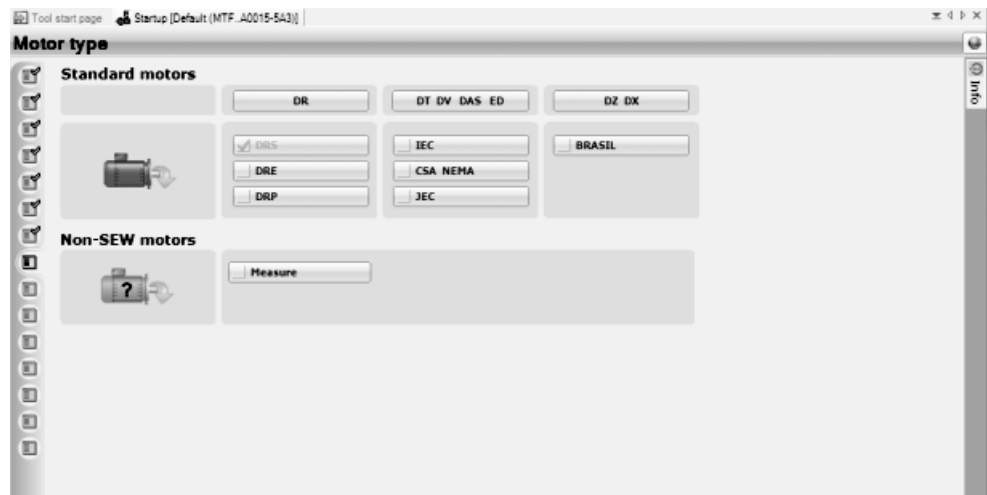 Tool start page Startup [Default (MTF...A0015-5A3)]
Motor type
Info
Standard motors
DR DT DV DAS ED DZ DX
DRS IEC BRASIL
DRE CSA NEMA
DRP JEC
Non-SEW motors
?
Measure